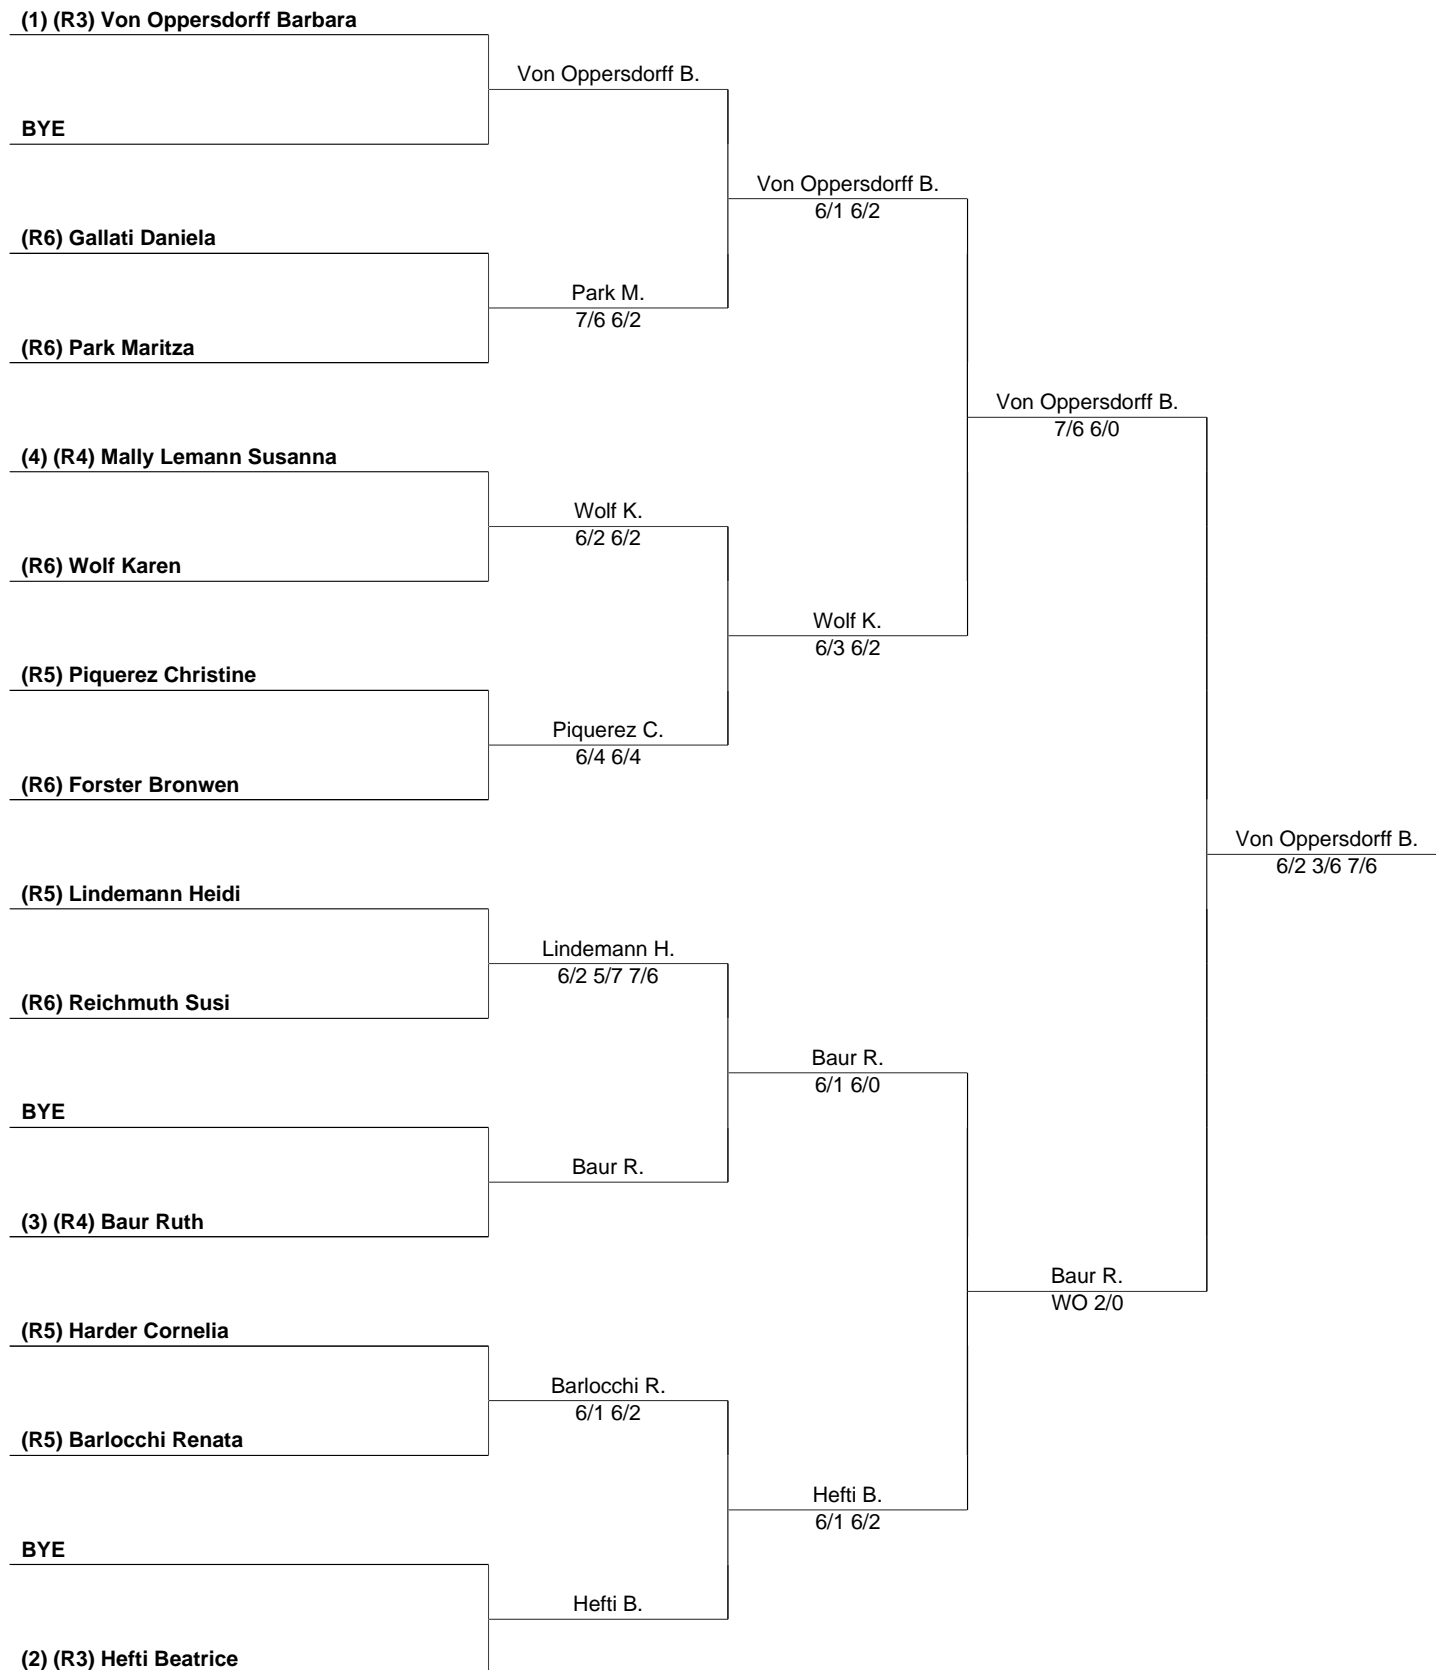 (1) (R3) Von Oppersdorff Barbara
Von Oppersdorff B.
BYE
Von Oppersdorff B.
6/1 6/2
(R6) Gallati Daniela
Park M.
7/6 6/2
(R6) Park Maritza
Von Oppersdorff B.
7/6 6/0
(4) (R4) Mally Lemann Susanna
Wolf K.
6/2 6/2
(R6) Wolf Karen
Wolf K.
6/3 6/2
(R5) Piquerez Christine
Piquerez C.
6/4 6/4
(R6) Forster Bronwen
Von Oppersdorff B.
6/2 3/6 7/6
(R5) Lindemann Heidi
Lindemann H.
6/2 5/7 7/6
(R6) Reichmuth Susi
Baur R.
6/1 6/0
BYE
Baur R.
(3) (R4) Baur Ruth
Baur R.
WO 2/0
(R5) Harder Cornelia
Barlocchi R.
6/1 6/2
(R5) Barlocchi Renata
Hefti B.
6/1 6/2
BYE
Hefti B.
(2) (R3) Hefti Beatrice